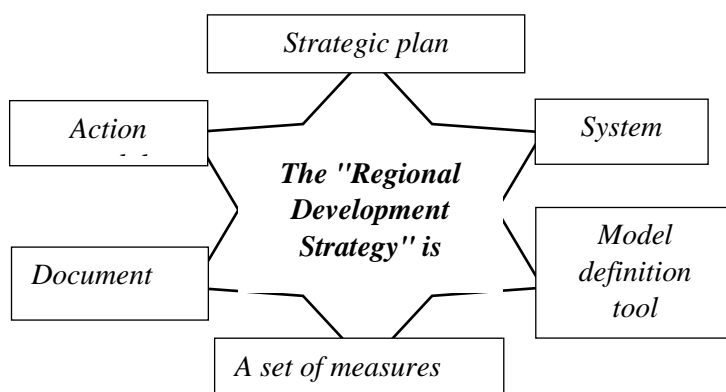 Strategic plan
Action
System
The "Regional
Development
Strategy" is
Document
Model
definition
tool
A set of measures